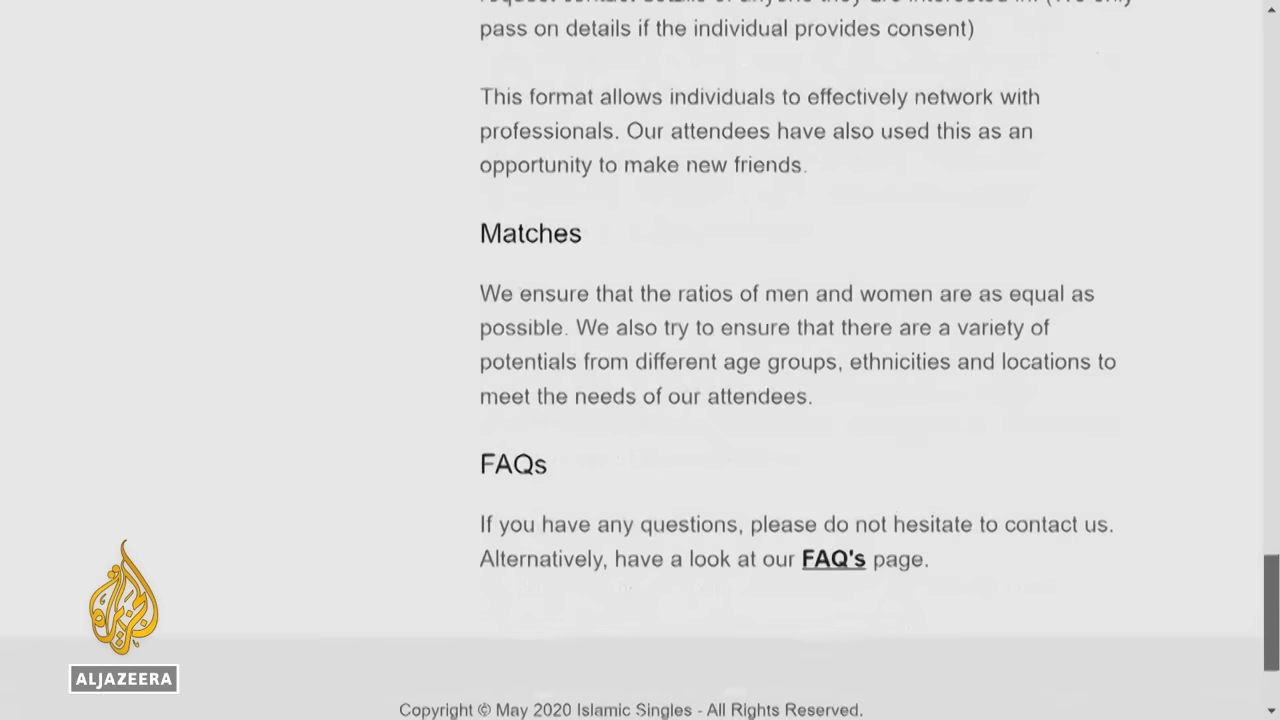 pass on details if the individual provides consent)
This format allows individuals to effectively network with
professionals. Our attendees have also used this as an
opportunity to make new friends.
Matches
We ensure that the ratios of men and women are as equal as
possible. We also try to ensure that there are a variety of
potentials from different age groups, ethnicities and locations to
meet the needs of our attendees.
FAQs
If you have any questions, please do not hesitate to contact us.
Alternatively, have a look at our FAQ's page.
ALJAZEERA
Copyright © May 2020 Islamic Singles - All Rights Reserved.